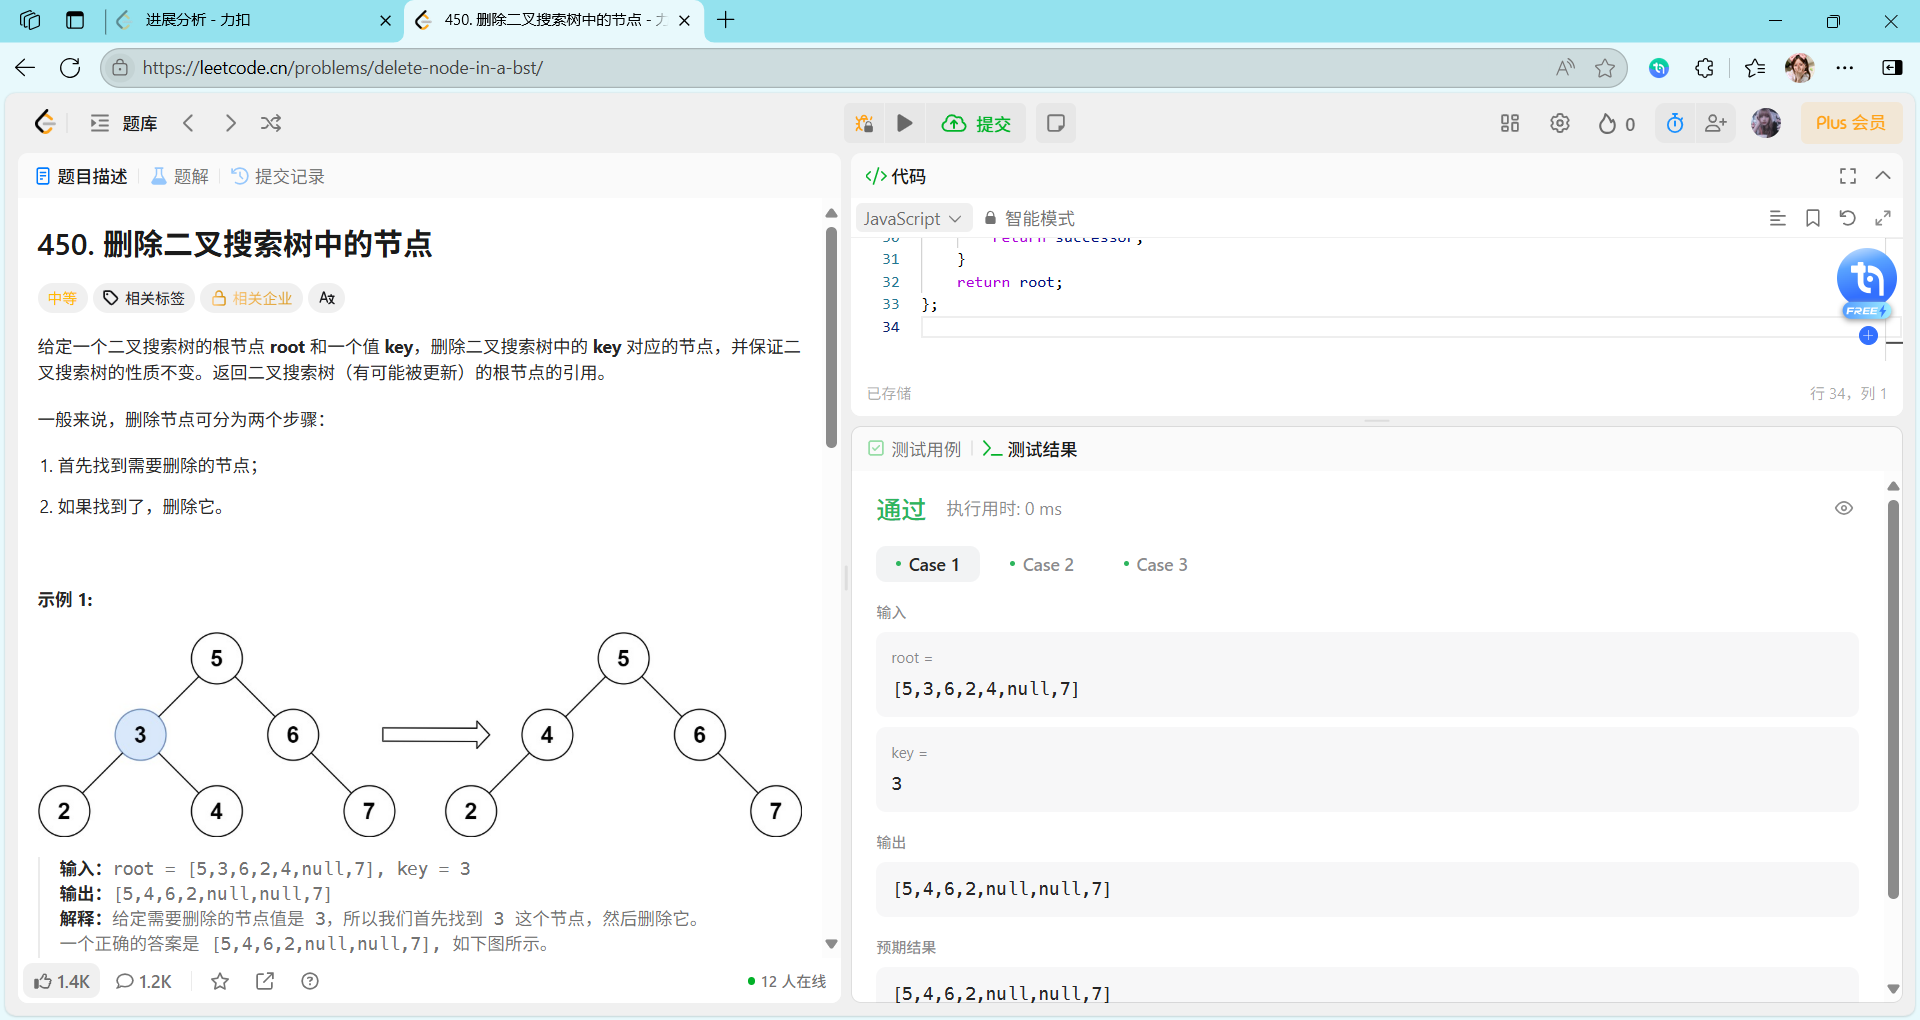 进展分析 - 力扣
450. 删除二叉搜索树中的节点 - 力
https://leetcode.cn/problems/delete-node-in-a-bst/
题库
提交
0
Plus 会员
题目描述
题解
提交记录
450. 删除二叉搜索树中的节点
中等
相关标签
相关企业
给定一个二叉搜索树的根节点 root 和一个值 key，删除二叉搜索树中的 key 对应的节点，并保证二
叉搜索树的性质不变。返回二叉搜索树（有可能被更新）的根节点的引用。
一般来说，删除节点可分为两个步骤：
1. 首先找到需要删除的节点；
2. 如果找到了，删除它。
示例 1:
5
3
6
2
4
7
5
4
6
2
7
输入：root = [5,3,6,2,4,null,7], key = 3
输出：[5,4,6,2,null,null,7]
解释：给定需要删除的节点值是 3，所以我们首先找到 3 这个节点，然后删除它。
一个正确的答案是 [5,4,6,2,null,null,7], 如下图所示。
1.4K
1.2K
12 人在线
</> 代码
JavaScript
智能模式
30 return successor;
31 }
32 return root;
33 };
34
FREE
已存储
行 34，列 1
测试用例
测试结果
通过
执行用时: 0 ms
Case 1
Case 2
Case 3
输入
root =
[5,3,6,2,4,null,7]
key =
3
输出
[5,4,6,2,null,null,7]
预期结果
[5,4,6,2,null,null,7]